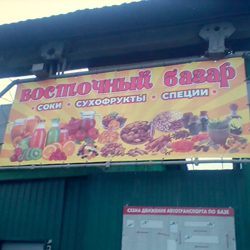 ВОСТОЧНЫЙ БАЗАР
СОКИ • СУХОФРУКТЫ • СПЕЦИИ •
СХЕМА ДВИЖЕНИЯ АВТОТРАНСПОРТА ПО БАЗЕ